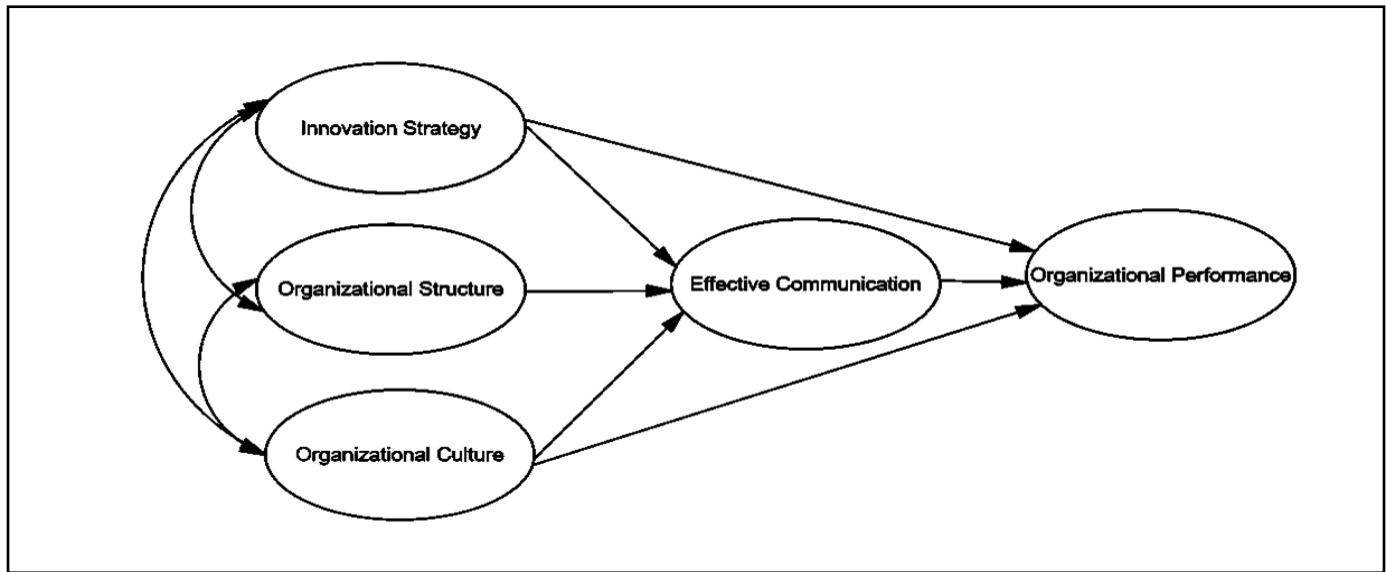 Innovation Strategy
Organizational Structure
Effective Communication
Organizational Performance
Organizational Culture